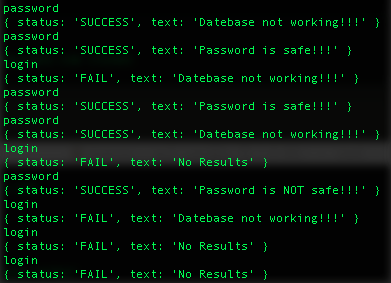 password
{ status: 'SUCCESS', text: 'Datebase not working!!!' }
password
{ status: 'SUCCESS', text: 'Password is safe!!!' }
login
{ status: 'FAIL', text: 'Datebase not working!!!' }
password
{ status: 'SUCCESS', text: 'Password is safe!!!' }
password
{ status: 'SUCCESS', text: 'Datebase not working!!!' }
login
{ status: 'FAIL', text: 'No Results' }
password
{ status: 'SUCCESS', text: 'Password is NOT safe!!!' }
login
{ status: 'FAIL', text: 'Datebase not working!!!' }
login
{ status: 'FAIL', text: 'No Results' }
login
{ status: 'FAIL', text: 'No Results' }